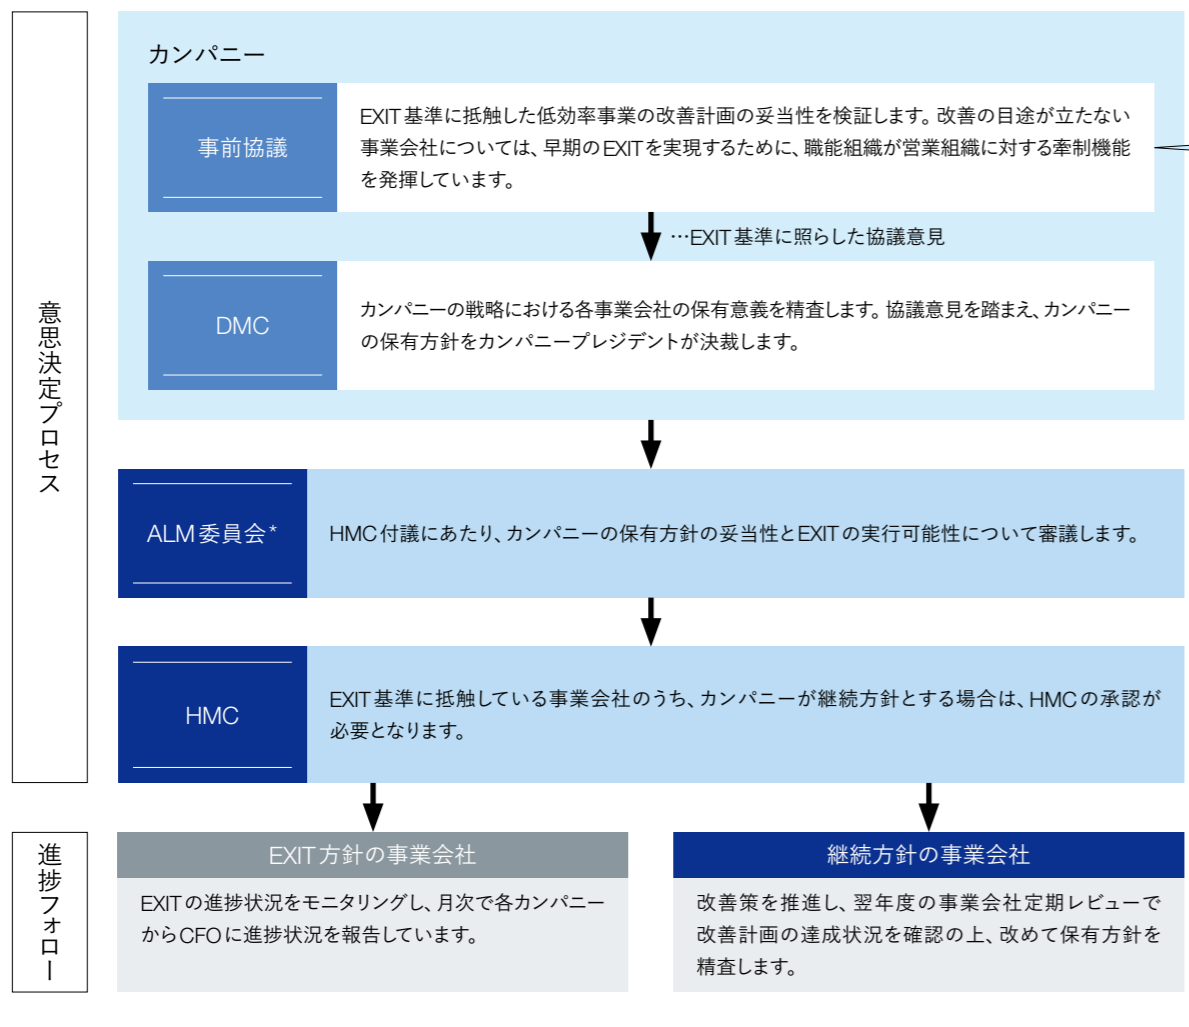 意思決定プロセス
カンパニー
事前協議
EXIT基準に抵触した低効率事業の改善計画の妥当性を検証します。改善の目途が立たない
事業会社については、早期のEXITを実現するために、職能組織が営業組織に対する牽制機能
を発揮しています。
…EXIT基準に照らした協議意見
DMC
カンパニーの戦略における各事業会社の保有意義を精査します。協議意見を踏まえ、カンパニー
の保有方針をカンパニープレジデントが決裁します。
ALM委員会*
HMC付議にあたり、カンパニーの保有方針の妥当性とEXITの実行可能性について審議します。
HMC
EXIT基準に抵触している事業会社のうち、カンパニーが継続方針とする場合は、HMCの承認が
必要となります。
進捗フォロー
EXIT方針の事業会社
EXITの進捗状況をモニタリングし、月次で各カンパニー
からCFOに進捗状況を報告しています。
継続方針の事業会社
改善策を推進し、翌年度の事業会社定期レビューで
改善計画の達成状況を確認の上、改めて保有方針を
精査します。